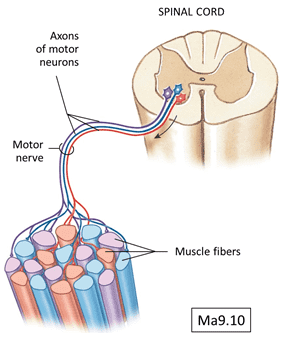 SPINAL CORD
Axons
of motor
neurons
Motor
nerve
Muscle fibers
Ma9.10